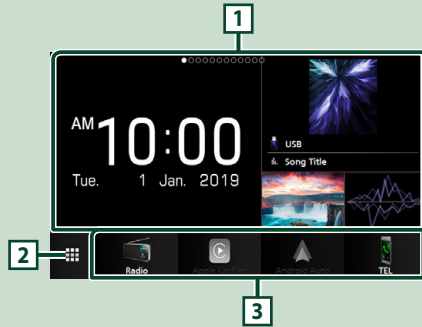 1
AM 10:00
Tue. 1 Jan. 2019
USB
Song Title
2
Radio Apple CarPlay Android Auto TEL
3